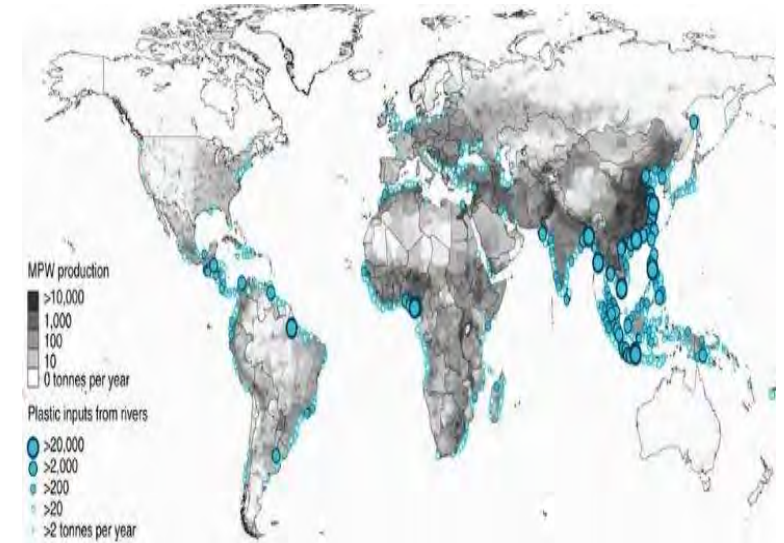 MPW production
>10,000
1,000
100
10
0 tonnes per year
Plastic inputs from rivers
>20,000
>2,000
>200
>20
>2 tonnes per year